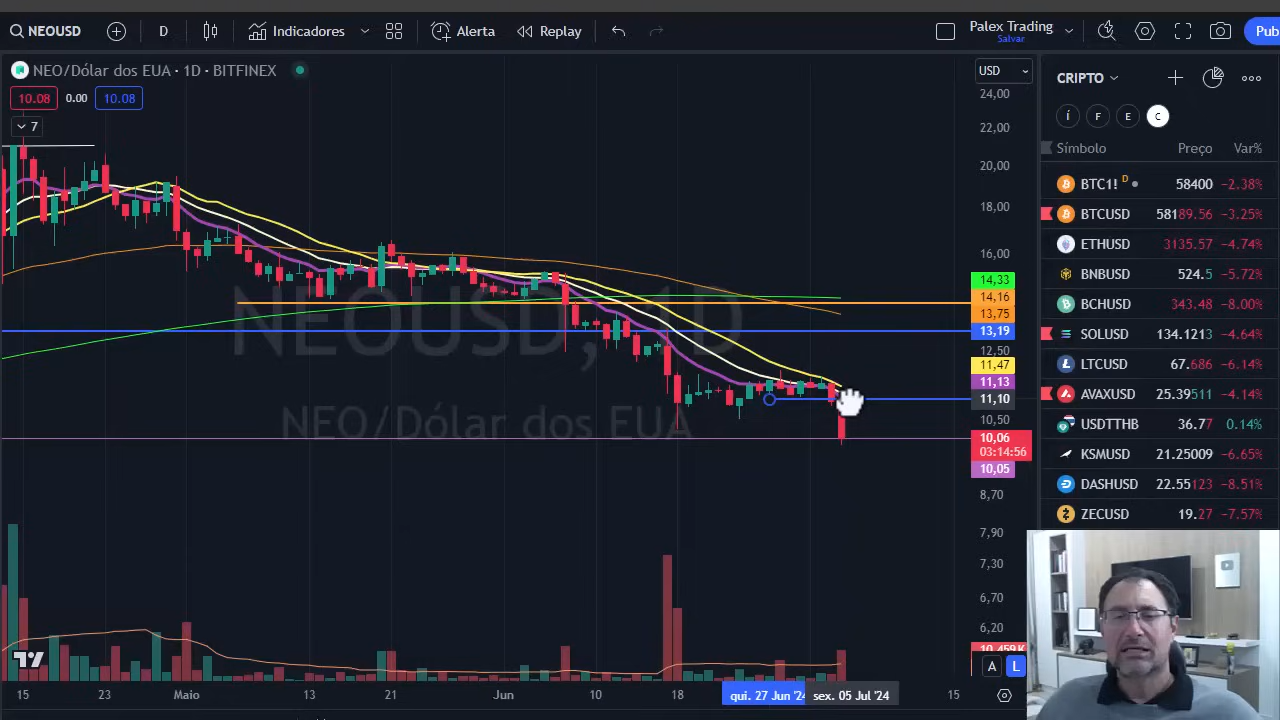 NEOUSD
D
Indicadores
Alerta
Replay
Palex Trading
Salvar
Pub
NEO/Dólar dos EUA · 1D · BITFINEX
10.08 0.00 10.08
7
NEOUSD, 1D
NEO/Dólar dos EUA
USD
24,00
22,00
20,00
18,00
16,00
14,33
14,16
13,75
13,19
12,50
11,47
11,13
11,10
10,50
10,06
03:14:56
10,05
8,70
7,90
7,30
6,70
6,20
10.459K
A L
15 23 Maio 13 21 Jun 10 18 qui. 27 Jun '24 sex. 05 Jul '24 15
CRIPTO
Í F E C
Símbolo Preço Var%
BTC1! D 58400 −2.38%
BTCUSD 58189.56 −3.25%
ETHUSD 3135.57 −4.74%
BNBUSD 524.5 −5.72%
BCHUSD 343.48 −8.00%
SOLUSD 134.1213 −4.64%
LTCUSD 67.686 −6.14%
AVAXUSD 25.39511 −4.14%
USDTTHB 36.77 0.14%
KSMUSD 21.25009 −6.65%
DASHUSD 22.55123 −8.51%
ZECUSD 19.27 −7.57%